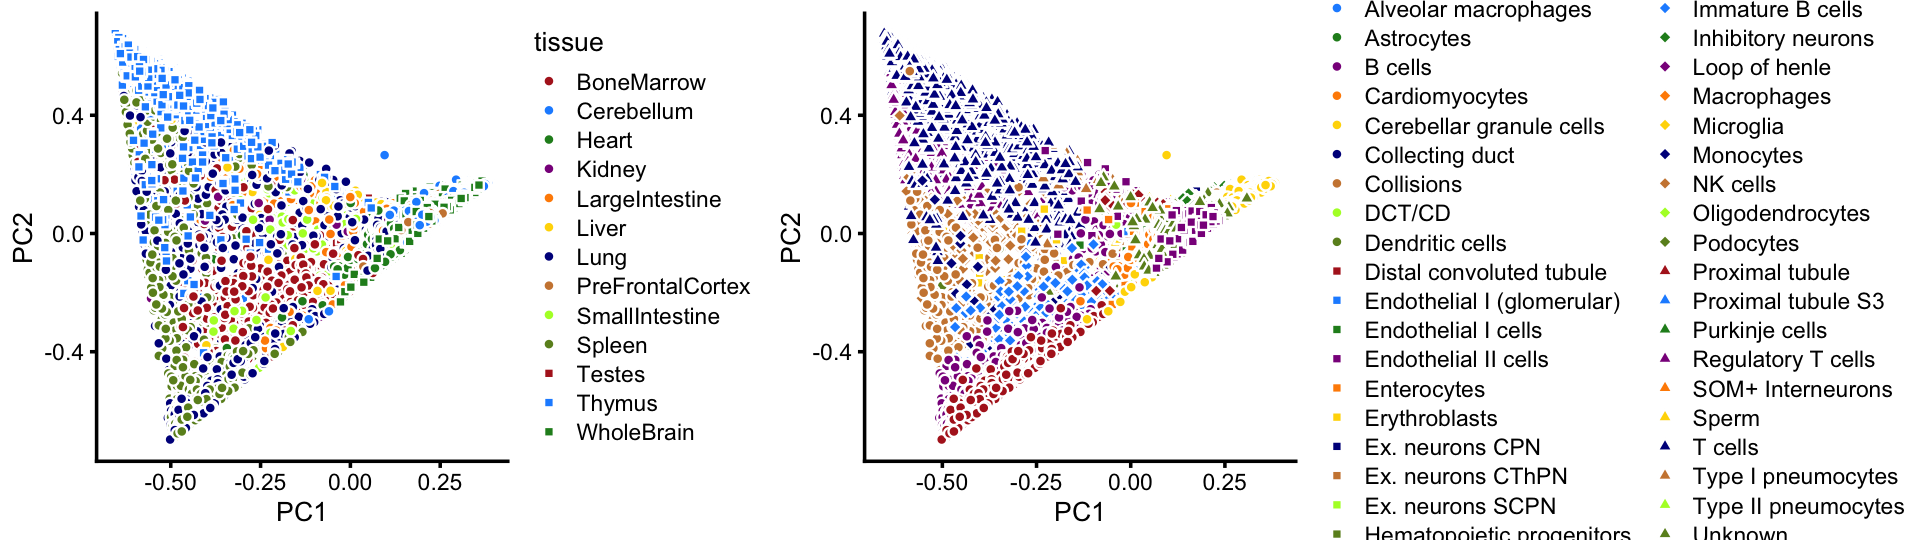 tissue
BoneMarrow
Cerebellum
Heart
Kidney
LargeIntestine
Liver
Lung
PreFrontalCortex
SmallIntestine
Spleen
Testes
Thymus
WholeBrain
PC2
0.4
0.0
-0.4
-0.50 -0.25 0.00 0.25
PC1
PC2
0.4
0.0
-0.4
-0.50 -0.25 0.00 0.25
PC1
Alveolar macrophages
Astrocytes
B cells
Cardiomyocytes
Cerebellar granule cells
Collecting duct
Collisions
DCT/CD
Dendritic cells
Distal convoluted tubule
Endothelial I (glomerular)
Endothelial I cells
Endothelial II cells
Enterocytes
Erythroblasts
Ex. neurons CPN
Ex. neurons CThPN
Ex. neurons SCPN
Hematopoietic progenitors
Immature B cells
Inhibitory neurons
Loop of henle
Macrophages
Microglia
Monocytes
NK cells
Oligodendrocytes
Podocytes
Proximal tubule
Proximal tubule S3
Purkinje cells
Regulatory T cells
SOM+ Interneurons
Sperm
T cells
Type I pneumocytes
Type II pneumocytes
Unknown